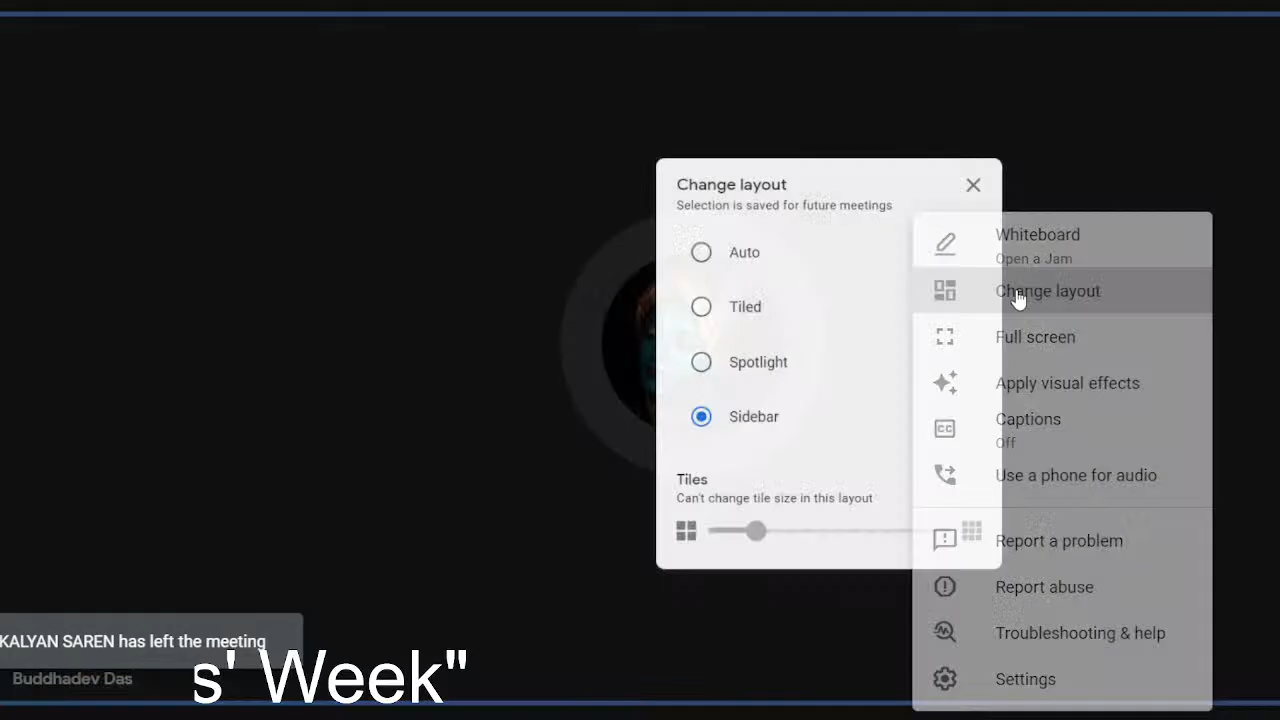 Change layout
Selection is saved for future meetings
Auto
Tiled
Spotlight
Sidebar
Tiles
Can't change tile size in this layout
Whiteboard
Open a Jam
Change layout
Full screen
Apply visual effects
CC
Captions
Off
Use a phone for audio
Report a problem
Report abuse
Troubleshooting & help
Settings
KALYAN SAREN has left the meeting
Buddhadev Das
s' Week"